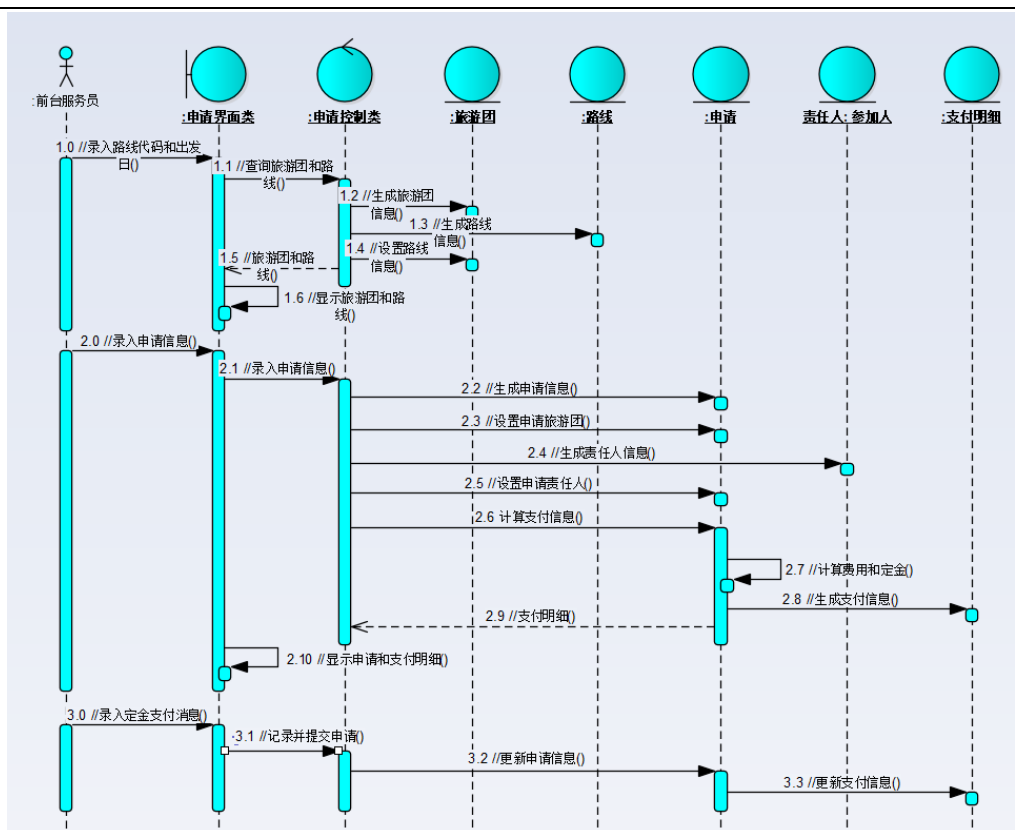 :前台服务员
:申请界面类
:申请控制类
:旅游团
:路线
:申请
责任人: 参加人
:支付明细
1.0 //录入路线代码和出发
日()
1.1 //查询旅游团和路
线()
1.2 //生成旅游团
信息()
1.3 //生成路线
信息()
1.4 //设置路线
信息()
1.5 //旅游团和路
线()
1.6 //显示旅游团和路
线()
2.0 //录入申请信息()
2.1 //录入申请信息()
2.2 //生成申请信息()
2.3 //设置申请旅游团()
2.4 //生成责任人信息()
2.5 //设置申请责任人()
2.6 计算支付信息()
2.7 //计算费用和定金()
2.8 //生成支付信息()
2.9 //支付明细()
2.10 //显示申请和支付明细()
3.0 //录入定金支付消息()
3.1 //记录并提交申请()
3.2 //更新申请信息()
3.3 //更新支付信息()